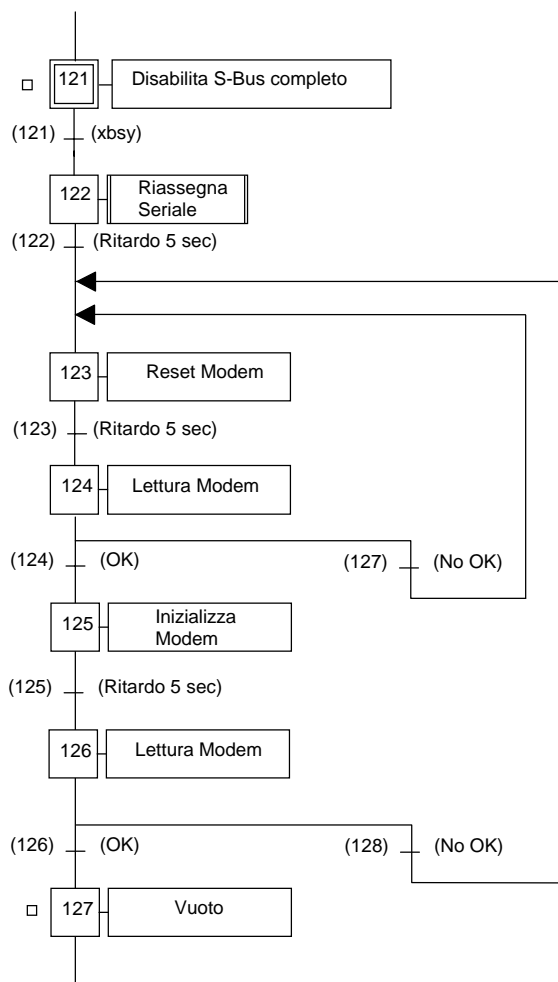 121 Disabilita S-Bus completo
(121) (xbsy)
122 Riassegna
Seriale
(122) (Ritardo 5 sec)
123 Reset Modem
(123) (Ritardo 5 sec)
124 Lettura Modem
(124) (OK) (127) (No OK)
125 Inizializza
Modem
(125) (Ritardo 5 sec)
126 Lettura Modem
(126) (OK) (128) (No OK)
127 Vuoto